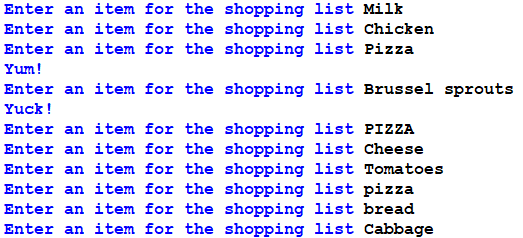 Enter an item for the shopping list Milk
Enter an item for the shopping list Chicken
Enter an item for the shopping list Pizza
Yum!
Enter an item for the shopping list Brussel sprouts
Yuck!
Enter an item for the shopping list PIZZA
Enter an item for the shopping list Cheese
Enter an item for the shopping list Tomatoes
Enter an item for the shopping list pizza
Enter an item for the shopping list bread
Enter an item for the shopping list Cabbage